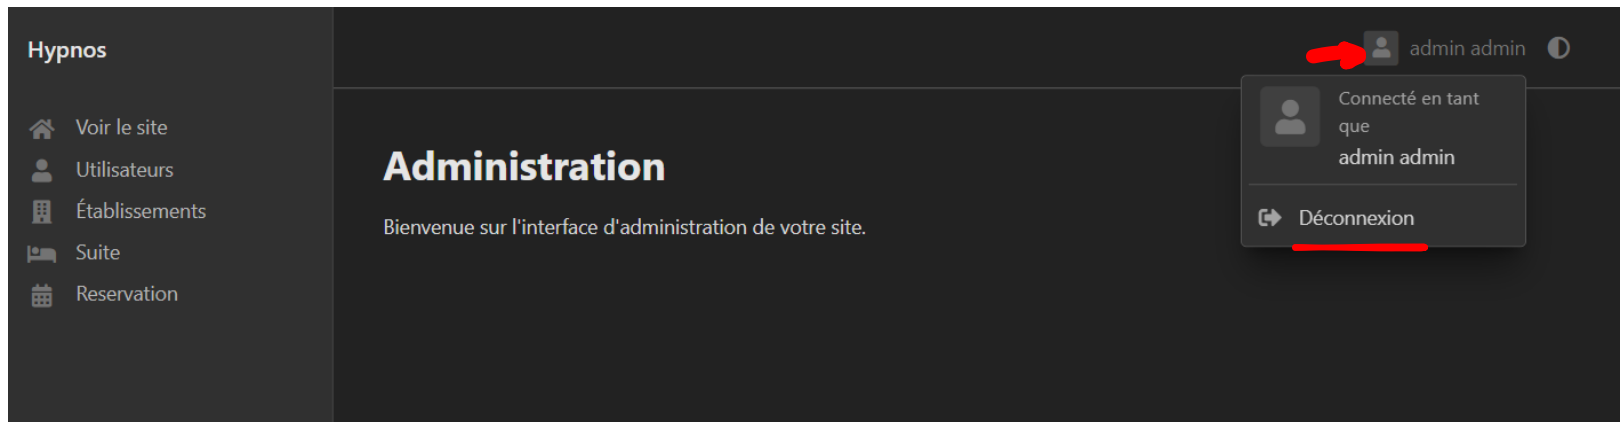 Hypnos
admin admin
Voir le site
Utilisateurs
Établissements
Suite
Reservation
Administration
Bienvenue sur l'interface d'administration de votre site.
Connecté en tant
que
admin admin
Déconnexion